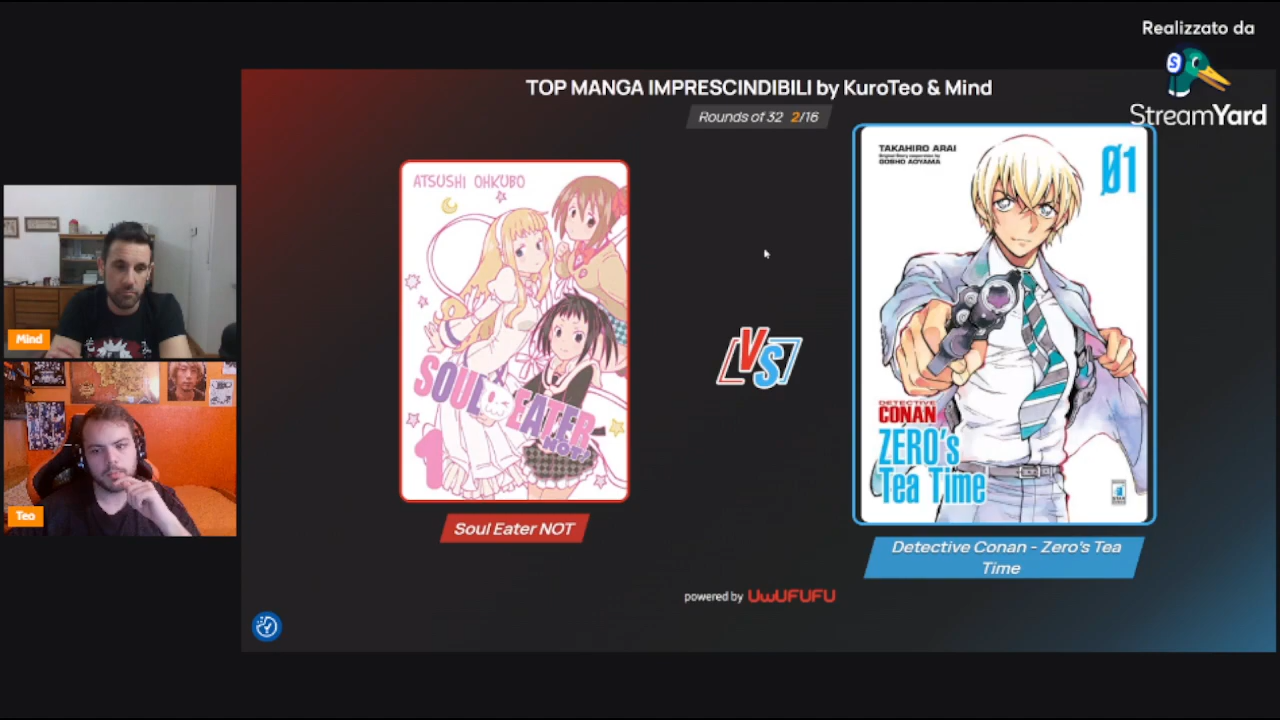 Realizzato da
S
StreamYard
TOP MANGA IMPRESCINDIBILI by KuroTeo & Mind
Rounds of 32 2/16
ATSUSHI OHKUBO
SOUL EATER
NOT!
1
Soul Eater NOT
VS
TAKAHIRO ARAI
GOSHO AOYAMA
01
DETECTIVE
CONAN
ZERO's
Tea Time
Detective Conan - Zero's Tea
Time
Mind
Teo
powered by UwUFUFU